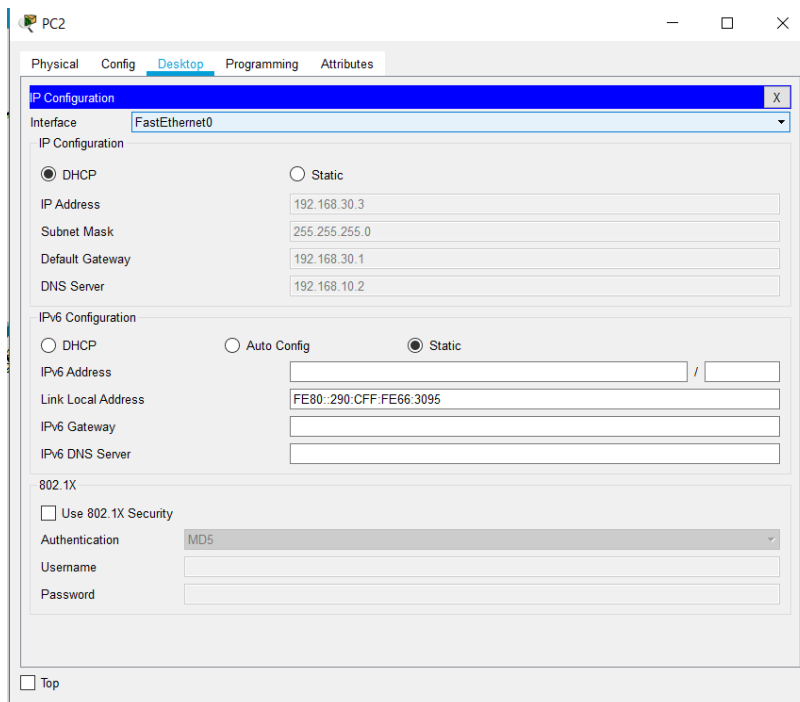 PC2
Physical Config Desktop Programming Attributes
IP Configuration X
Interface FastEthernet0
IP Configuration
DHCP Static
IP Address 192.168.30.3
Subnet Mask 255.255.255.0
Default Gateway 192.168.30.1
DNS Server 192.168.10.2
IPv6 Configuration
DHCP Auto Config Static
IPv6 Address /
Link Local Address FE80::290:CFF:FE66:3095
IPv6 Gateway
IPv6 DNS Server
802.1X
Use 802.1X Security
Authentication MD5
Username
Password
Top